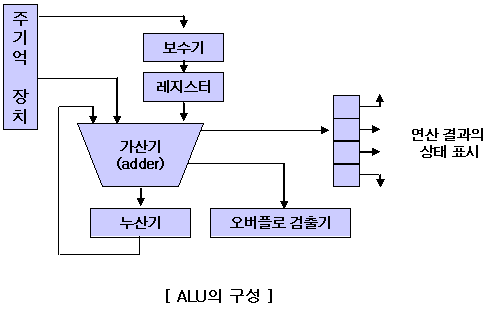 주기억 장치
보수기
레지스터
가산기
(adder)
누산기
오버플로 검출기
연산 결과의
상태 표시
[ ALU의 구성 ]